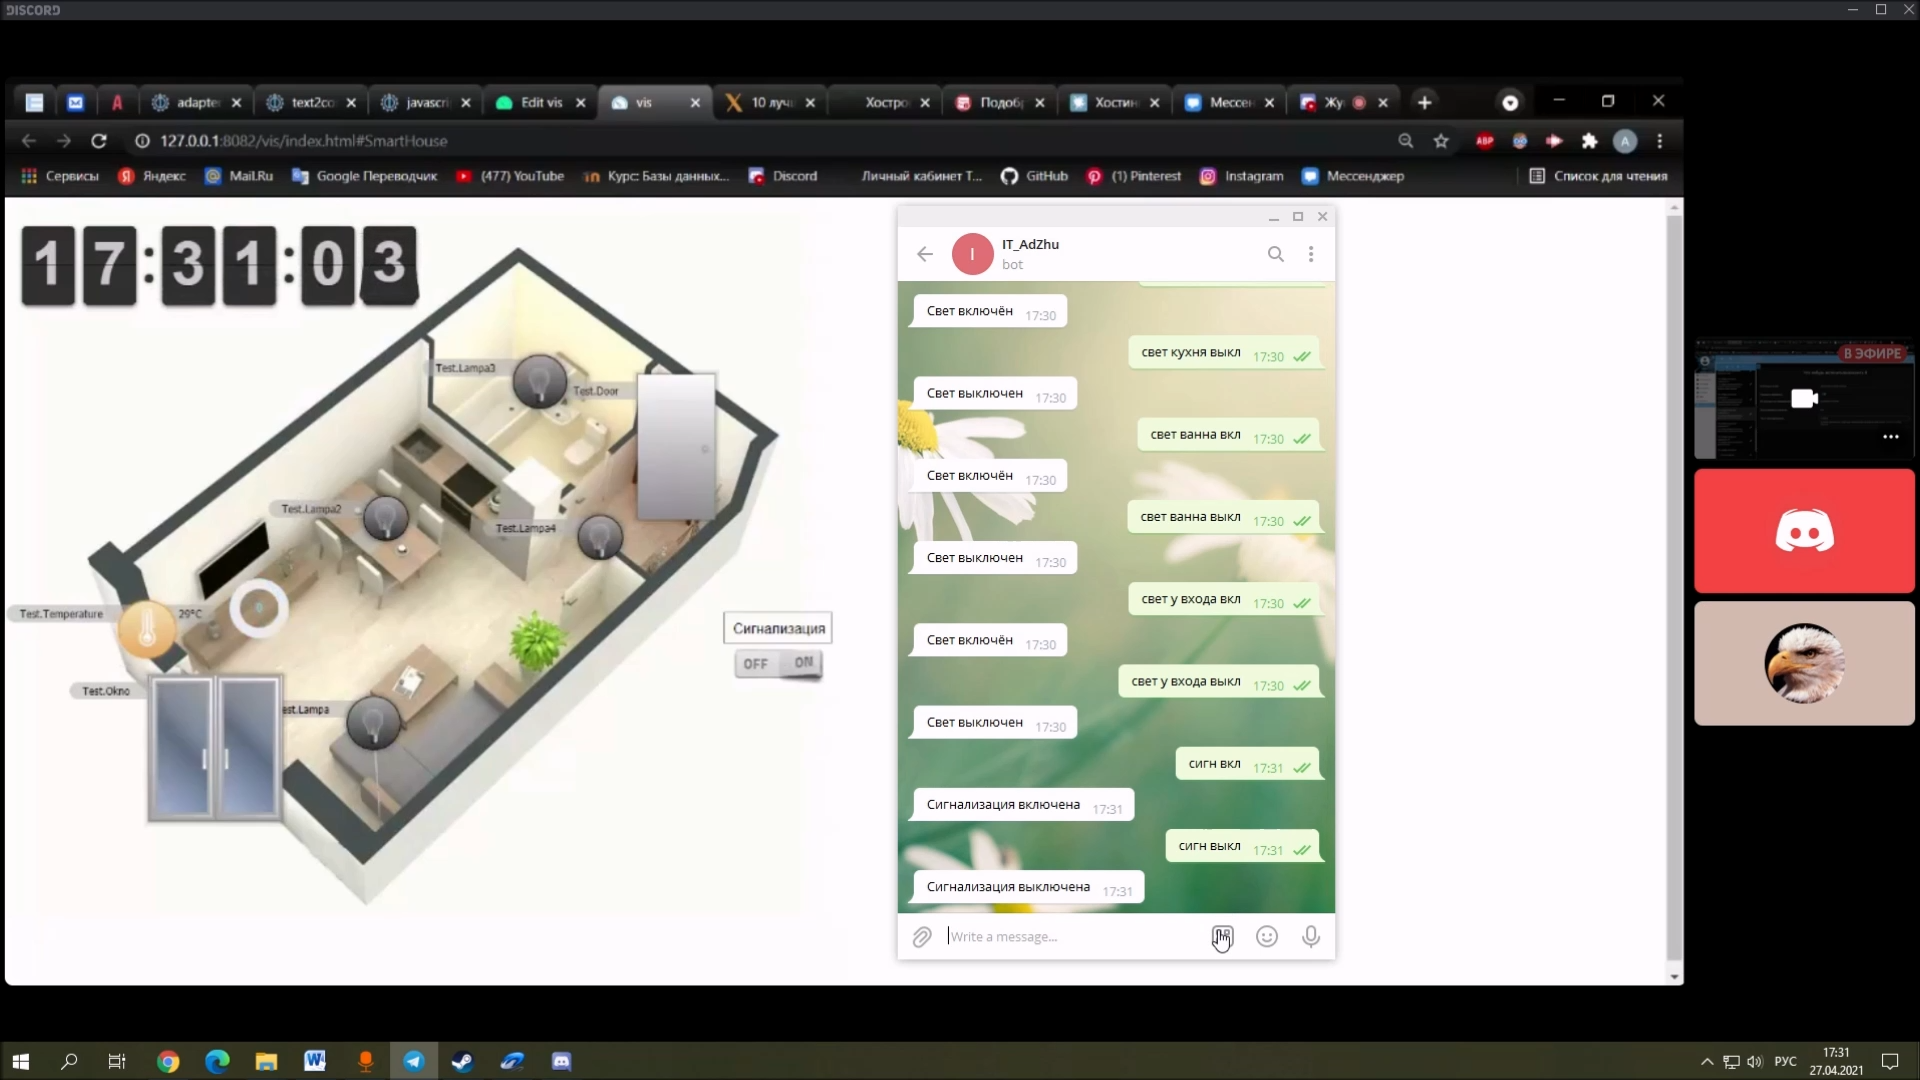 DISCORD
adapte
text2co
javascri
Edit vis
vis
10 луч
Хостро
Подоб
Хостин
Мессен
Жу
127.0.0.1:8082/vis/index.html#SmartHouse
ABP
A
Сервисы
Яндекс
Mail.Ru
Google Переводчик
(477) YouTube
in
Курс: Базы данных...
Discord
Личный кабинет Т...
GitHub
(1) Pinterest
Instagram
Мессенджер
Список для чтения
17:31:03
Test.Lampa3
Test.Door
Test.Lampa2
Test.Lampa4
Test.Temperature
29°C
Test.Okno
est.Lampa
Сигнализация
OFF ON
I
IT_AdZhu
bot
Свет включён 17:30
свет кухня выкл 17:30
Свет выключен 17:30
свет ванна вкл 17:30
Свет включён 17:30
свет ванна выкл 17:30
Свет выключен 17:30
свет у входа вкл 17:30
Свет включён 17:30
свет у входа выкл 17:30
Свет выключен 17:30
сигн вкл 17:31
Сигнализация включена 17:31
сигн выкл 17:31
Сигнализация выключена 17:31
Write a message...
В ЭФИРЕ
РУС
17:31
27.04.2021